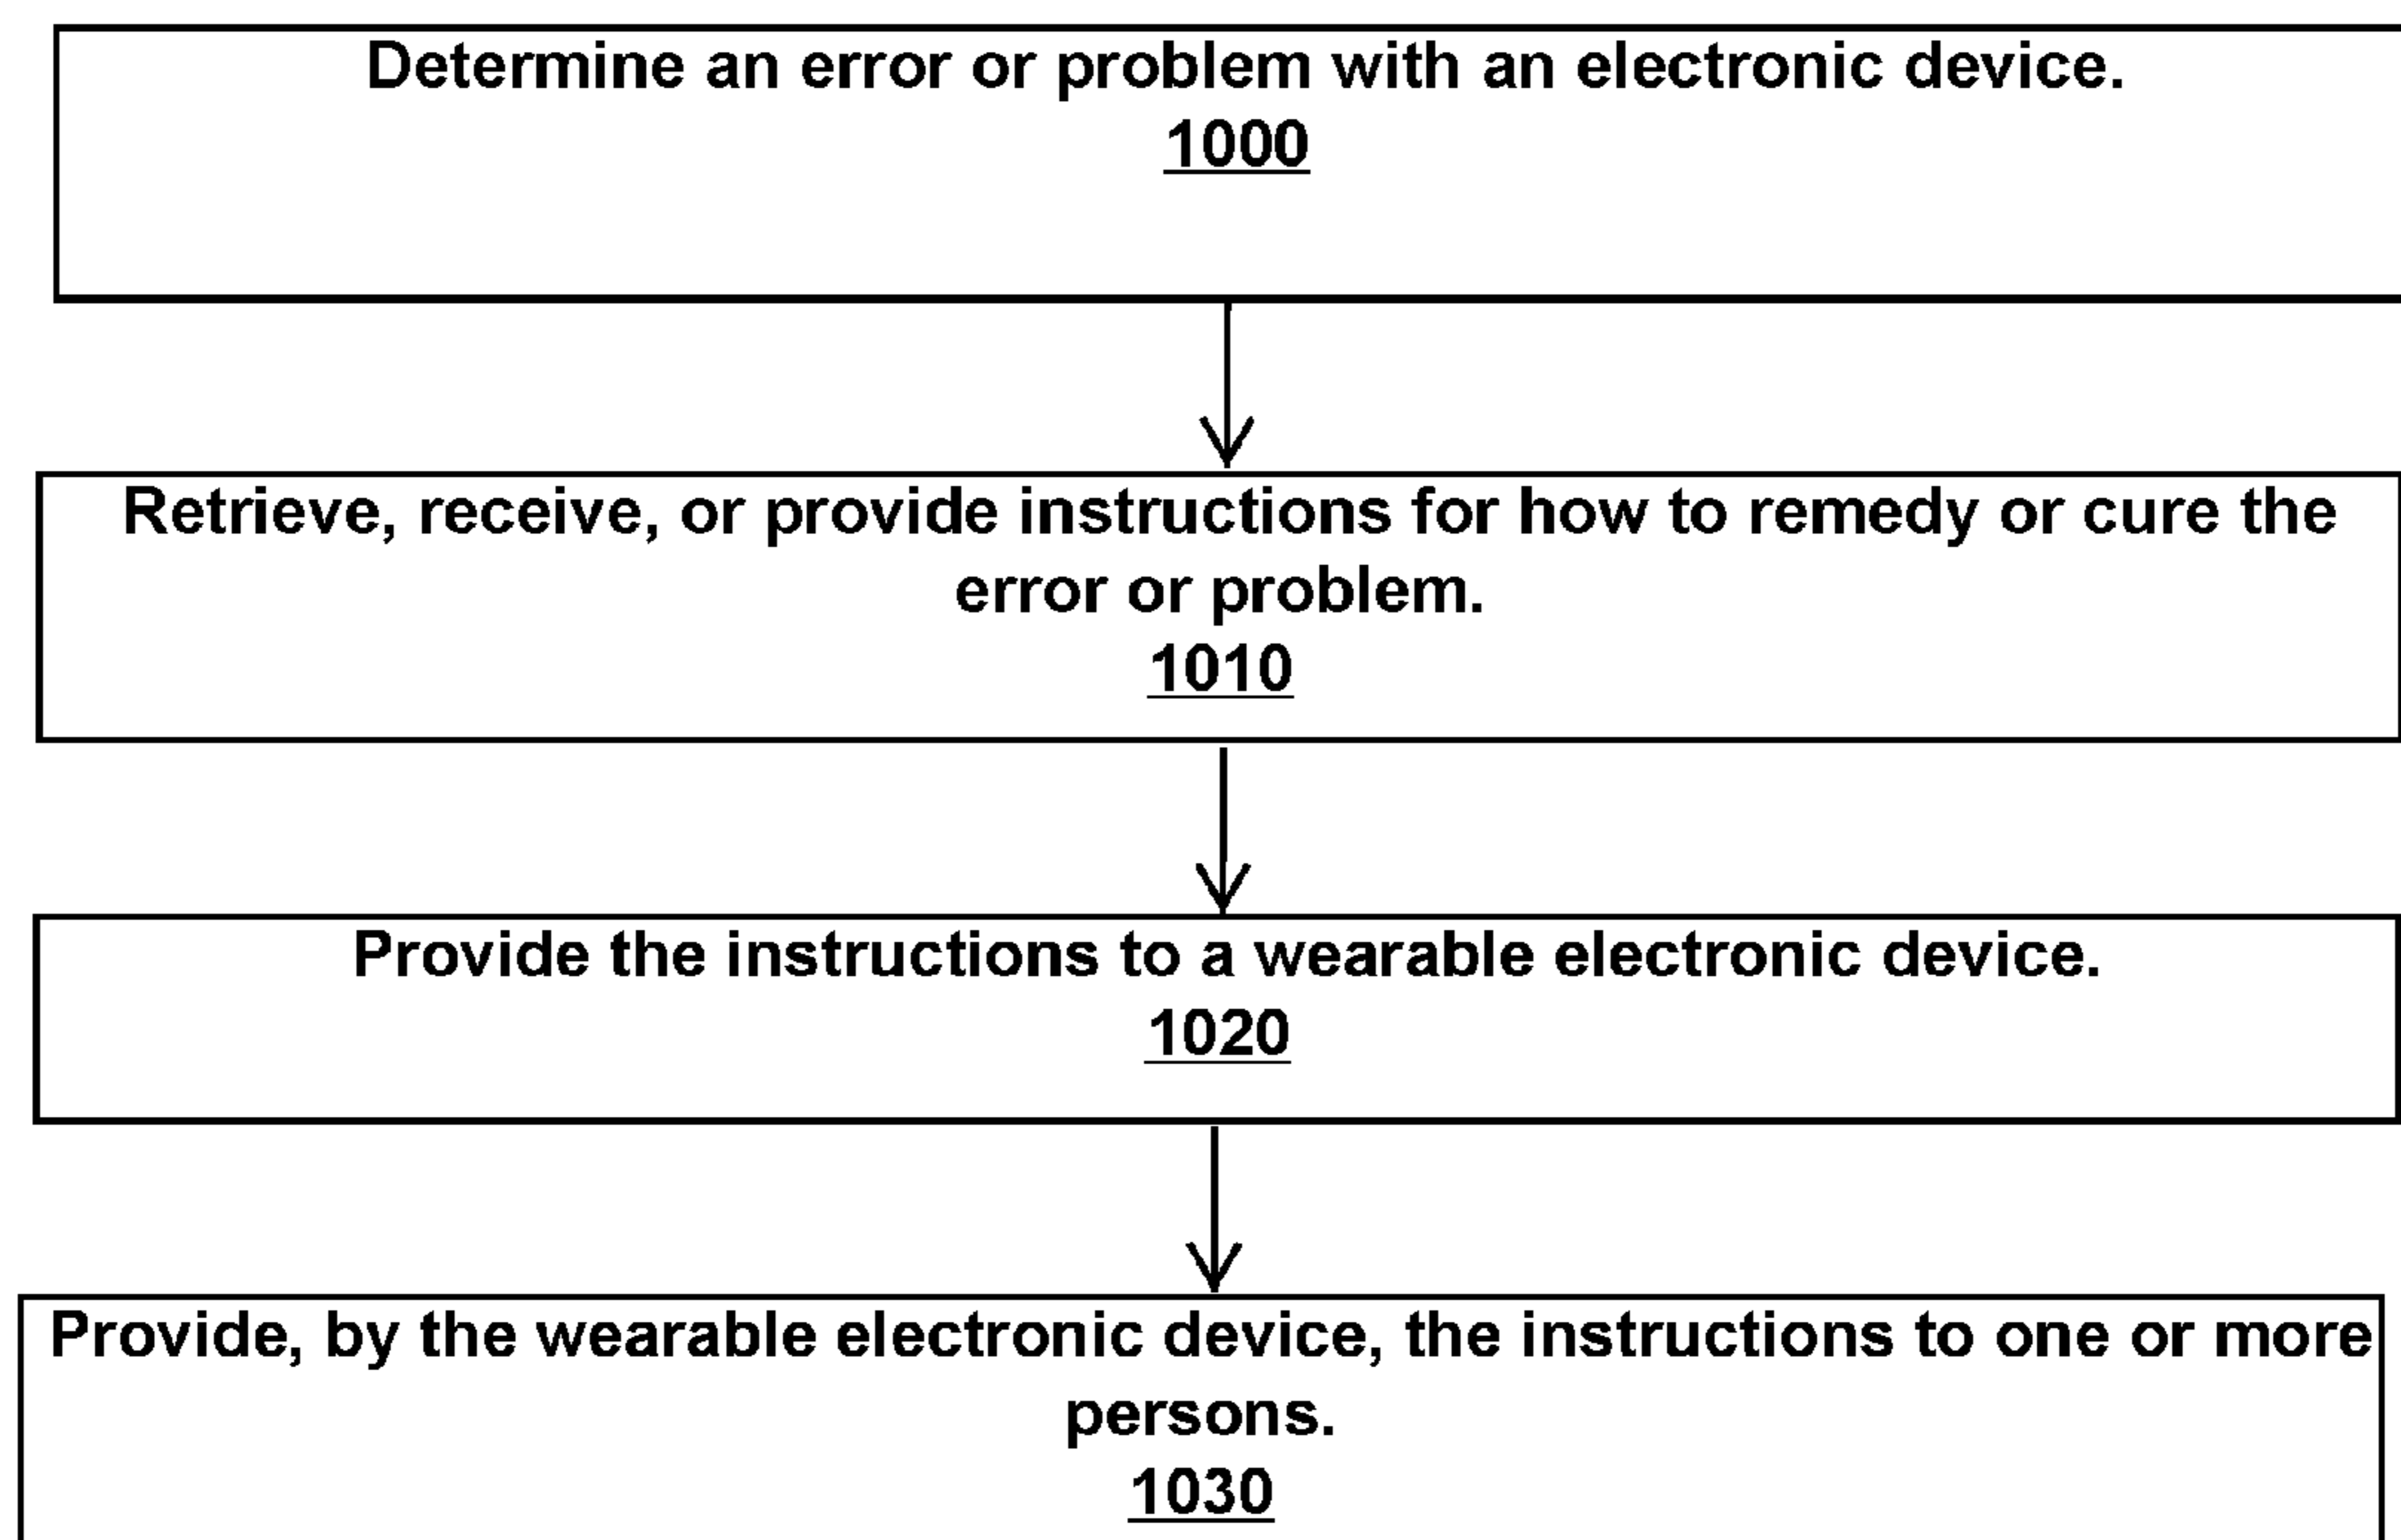 Determine an error or problem with an electronic device.
1000
Retrieve, receive, or provide instructions for how to remedy or cure the
error or problem.
1010
Provide the instructions to a wearable electronic device.
1020
Provide, by the wearable electronic device, the instructions to one or more
persons.
1030